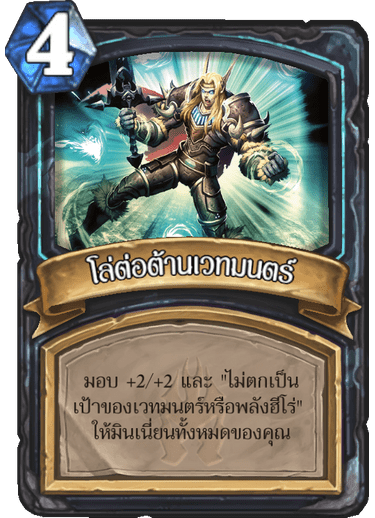 4
โล่ต่อต้านเวทมนตร์
มอบ +2/+2 และ "ไม่ตกเป็น
เป้าของเวทมนตร์หรือพลังฮีโร่"
ให้มินเนี่ยนทั้งหมดของคุณ